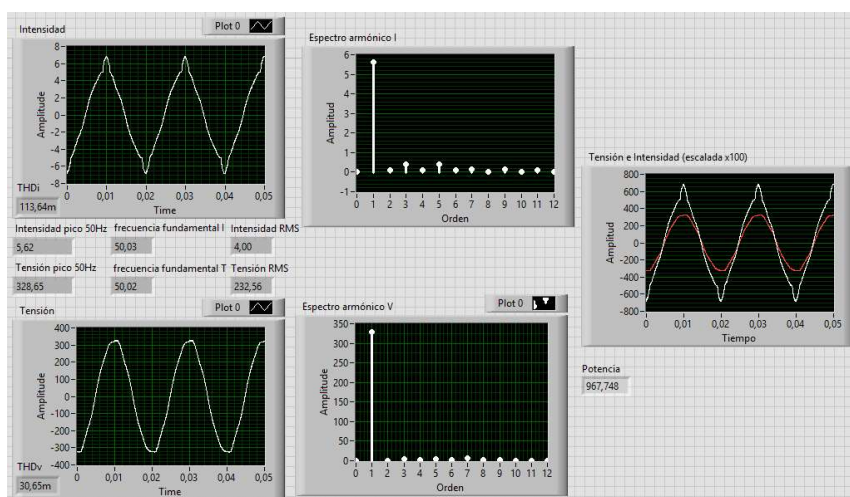 Intensidad
Plot 0
8
6
4
2
0
-2
-4
-6
-8
Amplitude
0
0,01
0,02
0,03
0,04
0,05
Time
THDi
113,64m
Espectro armónico I
6
5
4
3
2
1
0
-1
Amplitud
0 1 2 3 4 5 6 7 8 9 10 11 12
Orden
Intensidad pico 50Hz
frecuencia fundamental I
Intensidad RMS
5,62
50,03
4,00
Tensión pico 50Hz
frecuencia fundamental T
Tensión RMS
328,65
50,02
232,56
Tensión
Plot 0
400
300
200
100
0
-100
-200
-300
-400
Amplitude
0
0,01
0,02
0,03
0,04
0,05
Time
THDv
30,65m
Espectro armónico V
Plot 0
350
300
250
200
150
100
50
0
Amplitude
0 1 2 3 4 5 6 7 8 9 10 11 12
Orden
Tensión e Intensidad (escalada x100)
800
600
400
200
0
-200
-400
-600
-800
Amplitud
0
0,01
0,02
0,03
0,04
0,05
Tiempo
Potencia
967,748